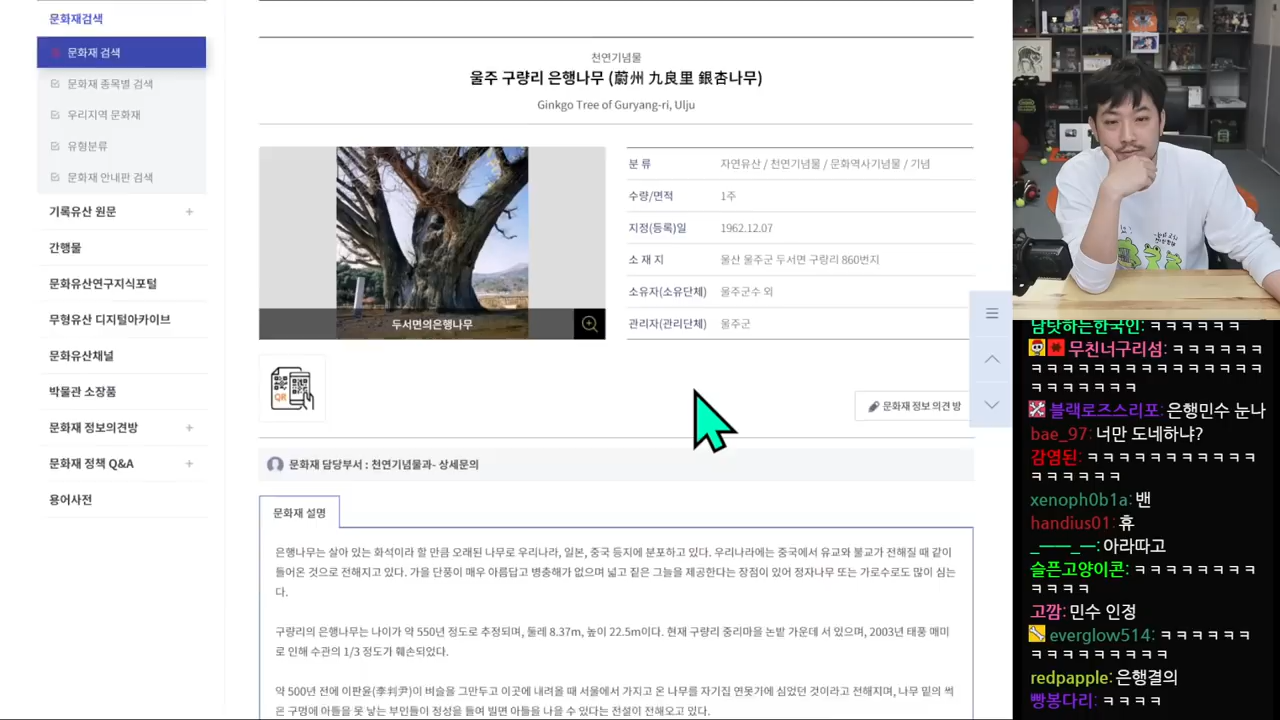 문화재검색
문화재 검색
문화재 종목별 검색
우리지역 문화재
유형분류
문화재 안내판 검색
기록유산 원문
간행물
문화유산연구지식포털
무형유산 디지털아카이브
문화유산채널
박물관 소장품
문화재 정보의견방
문화재 정책 Q&A
용어사전
천연기념물
울주 구량리 은행나무 (蔚州 九良里 銀杏나무)
Ginkgo Tree of Guryang-ri, Ulju
두서면의은행나무
분 류 자연유산 / 천연기념물 / 문화역사기념물 / 기념
수량/면적 1주
지정(등록)일 1962.12.07
소 재 지 울산 울주군 두서면 구량리 860번지
소유자(소유단체) 울주군수 외
관리자(관리단체) 울주군
QR
문화재 정보 의견 방
문화재 담당부서 : 천연기념물과- 상세문의
문화재 설명
은행나무는 살아 있는 화석이라 할 만큼 오래된 나무로 우리나라, 일본, 중국 등지에 분포하고 있다. 우리나라에는 중국에서 유교와 불교가 전해질 때 같이
들어온 것으로 전해지고 있다. 가을 단풍이 매우 아름답고 병충해가 없으며 넓고 짙은 그늘을 제공한다는 장점이 있어 정자나무 또는 가로수로도 많이 심는
다.
구량리의 은행나무는 나이가 약 550년 정도로 추정되며, 둘레 8.37m, 높이 22.5m이다. 현재 구량리 중리마을 논밭 가운데 서 있으며, 2003년 태풍 매미
로 인해 수관의 1/3 정도가 훼손되었다.
약 500년 전에 이판윤(李判尹)이 벼슬을 그만두고 이곳에 내려올 때 서울에서 가지고 온 나무를 자기집 연못가에 심었던 것이라고 전해지며, 나무 밑의 썩
은 구멍에 아들을 못 낳는 부인들이 정성을 들여 빌면 아들을 나을 수 있다는 전설이 전해오고 있다.
남탓하는한국인: ㅋㅋㅋㅋㅋㅋ
무친너구리섬: ㅋㅋㅋㅋㅋㅋ
ㅋㅋㅋㅋㅋㅋㅋㅋㅋㅋㅋㅋㅋㅋㅋ
ㅋㅋㅋㅋㅋㅋㅋ
블랙로즈스리포: 은행민수 눈나
bae_97: 너만 도네하냐?
감염된: ㅋㅋㅋㅋㅋㅋㅋㅋㅋㅋㅋ
ㅋㅋㅋㅋㅋㅋ
xenoph0b1a: 밴
handius01: 휴
_ㅡㅡ_ㅡ: 아라따고
슬픈고양이콘: ㅋㅋㅋㅋㅋㅋㅋㅋ
ㅋㅋㅋㅋ
고깜: 민수 인정
everglow514: ㅋㅋㅋㅋㅋㅋ
ㅋㅋㅋㅋㅋㅋㅋㅋㅋ
redpapple: 은행결의
빵봉다리: ㅋㅋㅋㅋ